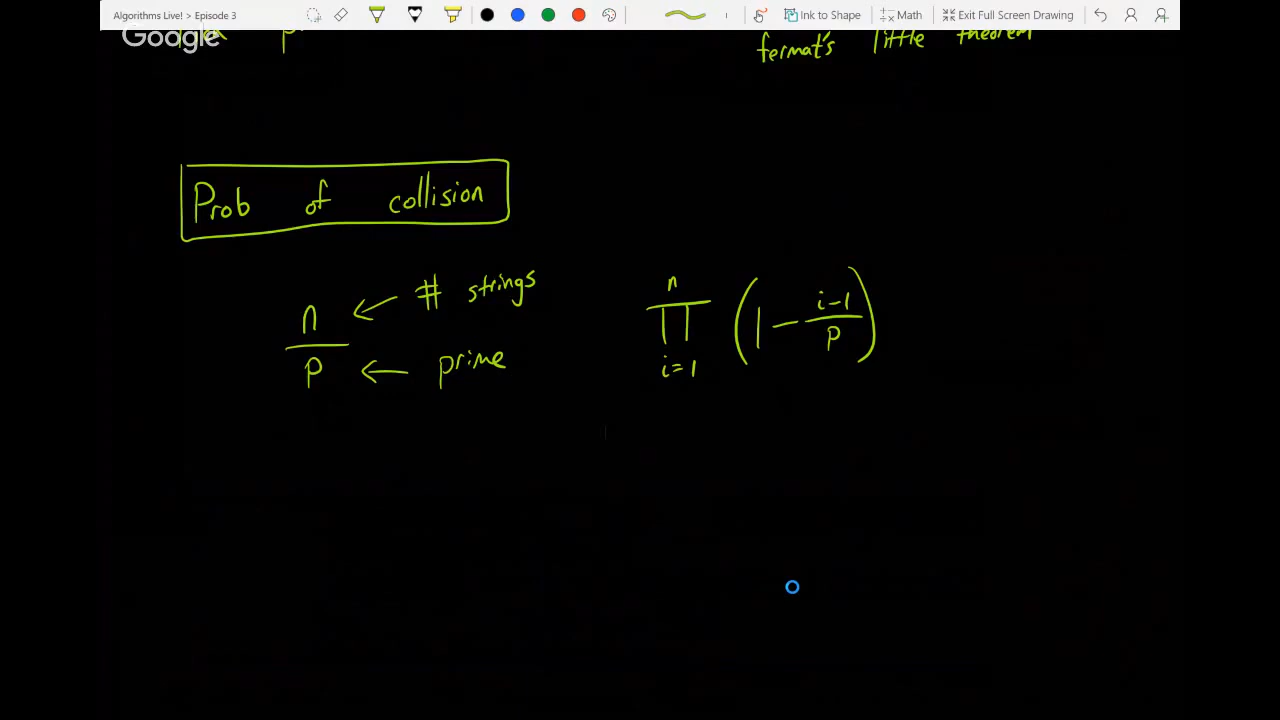 Algorithms Live! > Episode 3
Ink to Shape
Math
Exit Full Screen Drawing
Google
p
fermat's little theorem
Prob of collision
n ← # strings
p ← prime
n
∏ (1 - i-1/p)
i=1